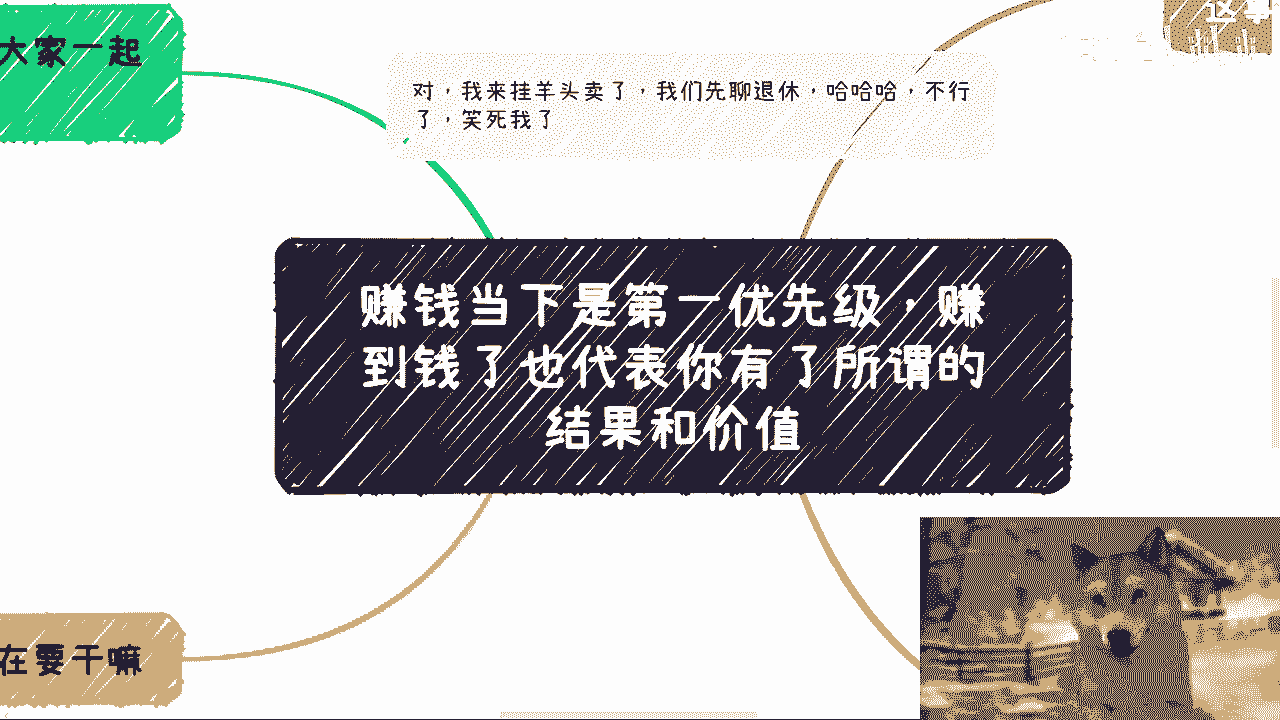 大家一起
对，我来挂羊头卖了，我们先聊退休，哈哈哈，不行
了，笑死我了
赚钱当下是第一优先级，赚
到钱了也代表你有了所谓的
结果和价值
在要干嘛